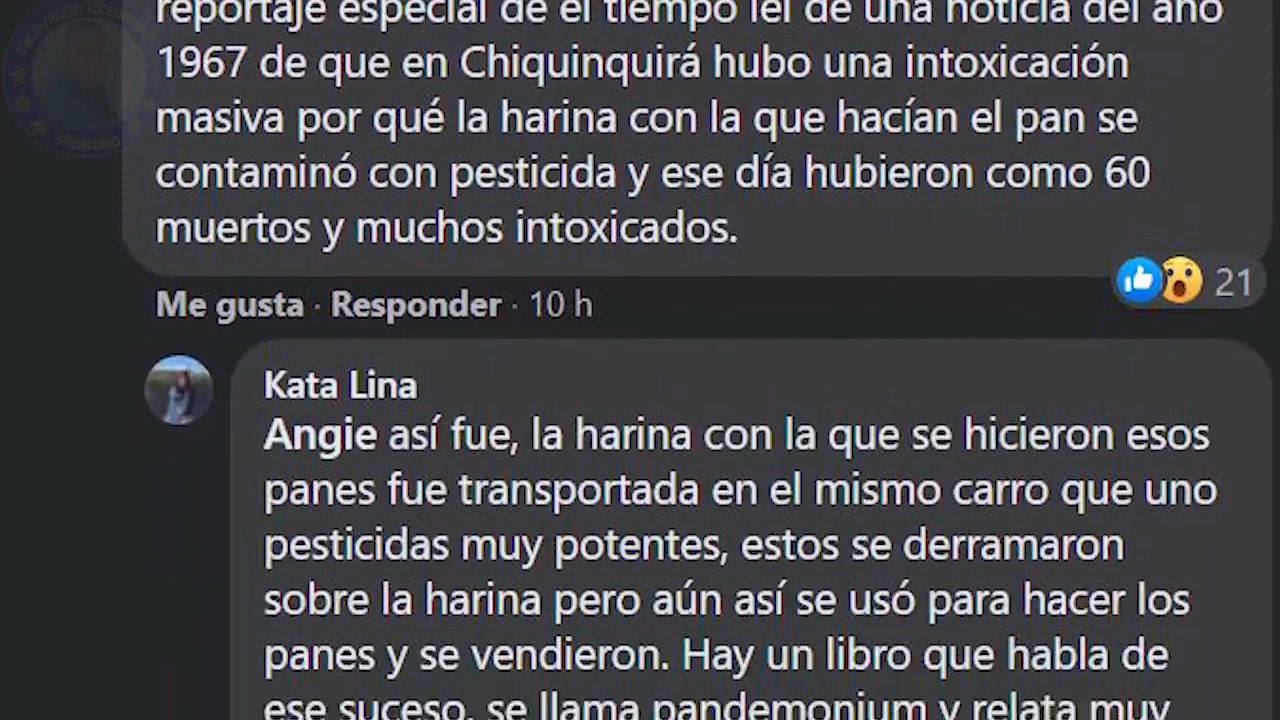 Televisión Colombia
Posteo
reportaje especial de el tiempo leí de una noticia del año
1967 de que en Chiquinquirá hubo una intoxicación
masiva por qué la harina con la que hacían el pan se
contaminó con pesticida y ese día hubieron como 60
muertos y muchos intoxicados.
21
Me gusta · Responder · 10 h
Kata Lina
Angie así fue, la harina con la que se hicieron esos
panes fue transportada en el mismo carro que uno
pesticidas muy potentes, estos se derramaron
sobre la harina pero aún así se usó para hacer los
panes y se vendieron. Hay un libro que habla de
ese suceso, se llama pandemonium y relata muy